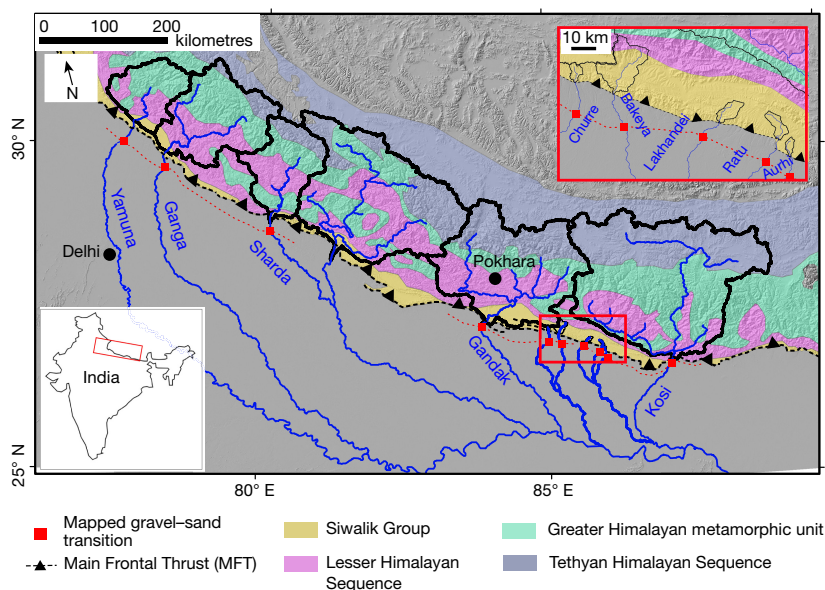 0 100 200
kilometres
N
10 km
Churre
Bakeya
Lakhandei
Ratu
Aurhi
30° N
25° N
Yamuna
Ganga
Sharda
Delhi
Pokhara
Gandak
Kosi
India
80° E
85° E
Mapped gravel–sand
transition
Main Frontal Thrust (MFT)
Siwalik Group
Lesser Himalayan
Sequence
Greater Himalayan metamorphic unit
Tethyan Himalayan Sequence